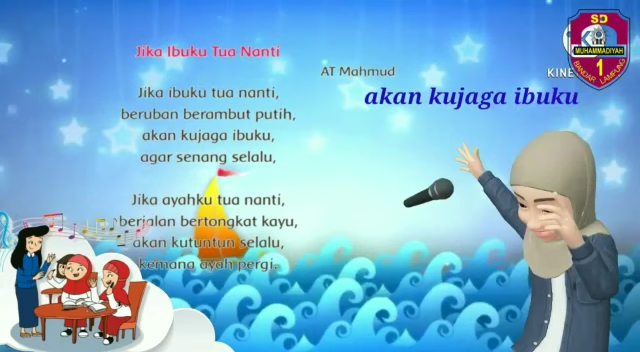 Jika Ibuku Tua Nanti
AT Mahmud
Jika ibuku tua nanti,
beruban berambut putih,
akan kujaga ibuku,
agar senang selalu,
Jika ayahku tua nanti,
berjalan bertongkat kayu,
akan kutuntun selalu,
kemana ayah pergi.
akan kujaga ibuku
SD
MUHAMMADIYAH
1
BANDAR LAMPUNG
KINE